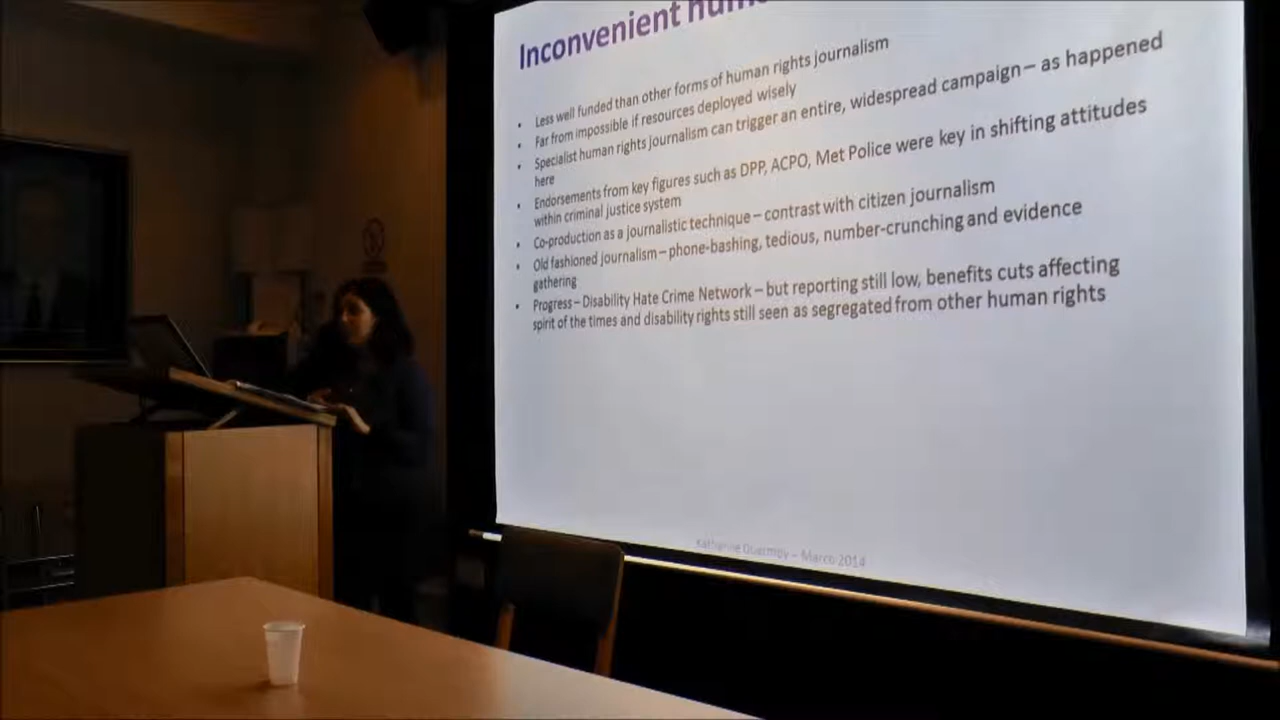 Inconvenient hum
• Less well funded than other forms of human rights journalism
• Far from impossible if resources deployed wisely
• Specialist human rights journalism can trigger an entire, widespread campaign – as happened
here
• Endorsements from key figures such as DPP, ACPO, Met Police were key in shifting attitudes
within criminal justice system
• Co-production as a journalistic technique – contrast with citizen journalism
• Old fashioned journalism – phone-bashing, tedious, number-crunching and evidence
gathering
• Progress – Disability Hate Crime Network – but reporting still low, benefits cuts affecting
spirit of the times and disability rights still seen as segregated from other human rights
Katharine Quarmby – March 2014